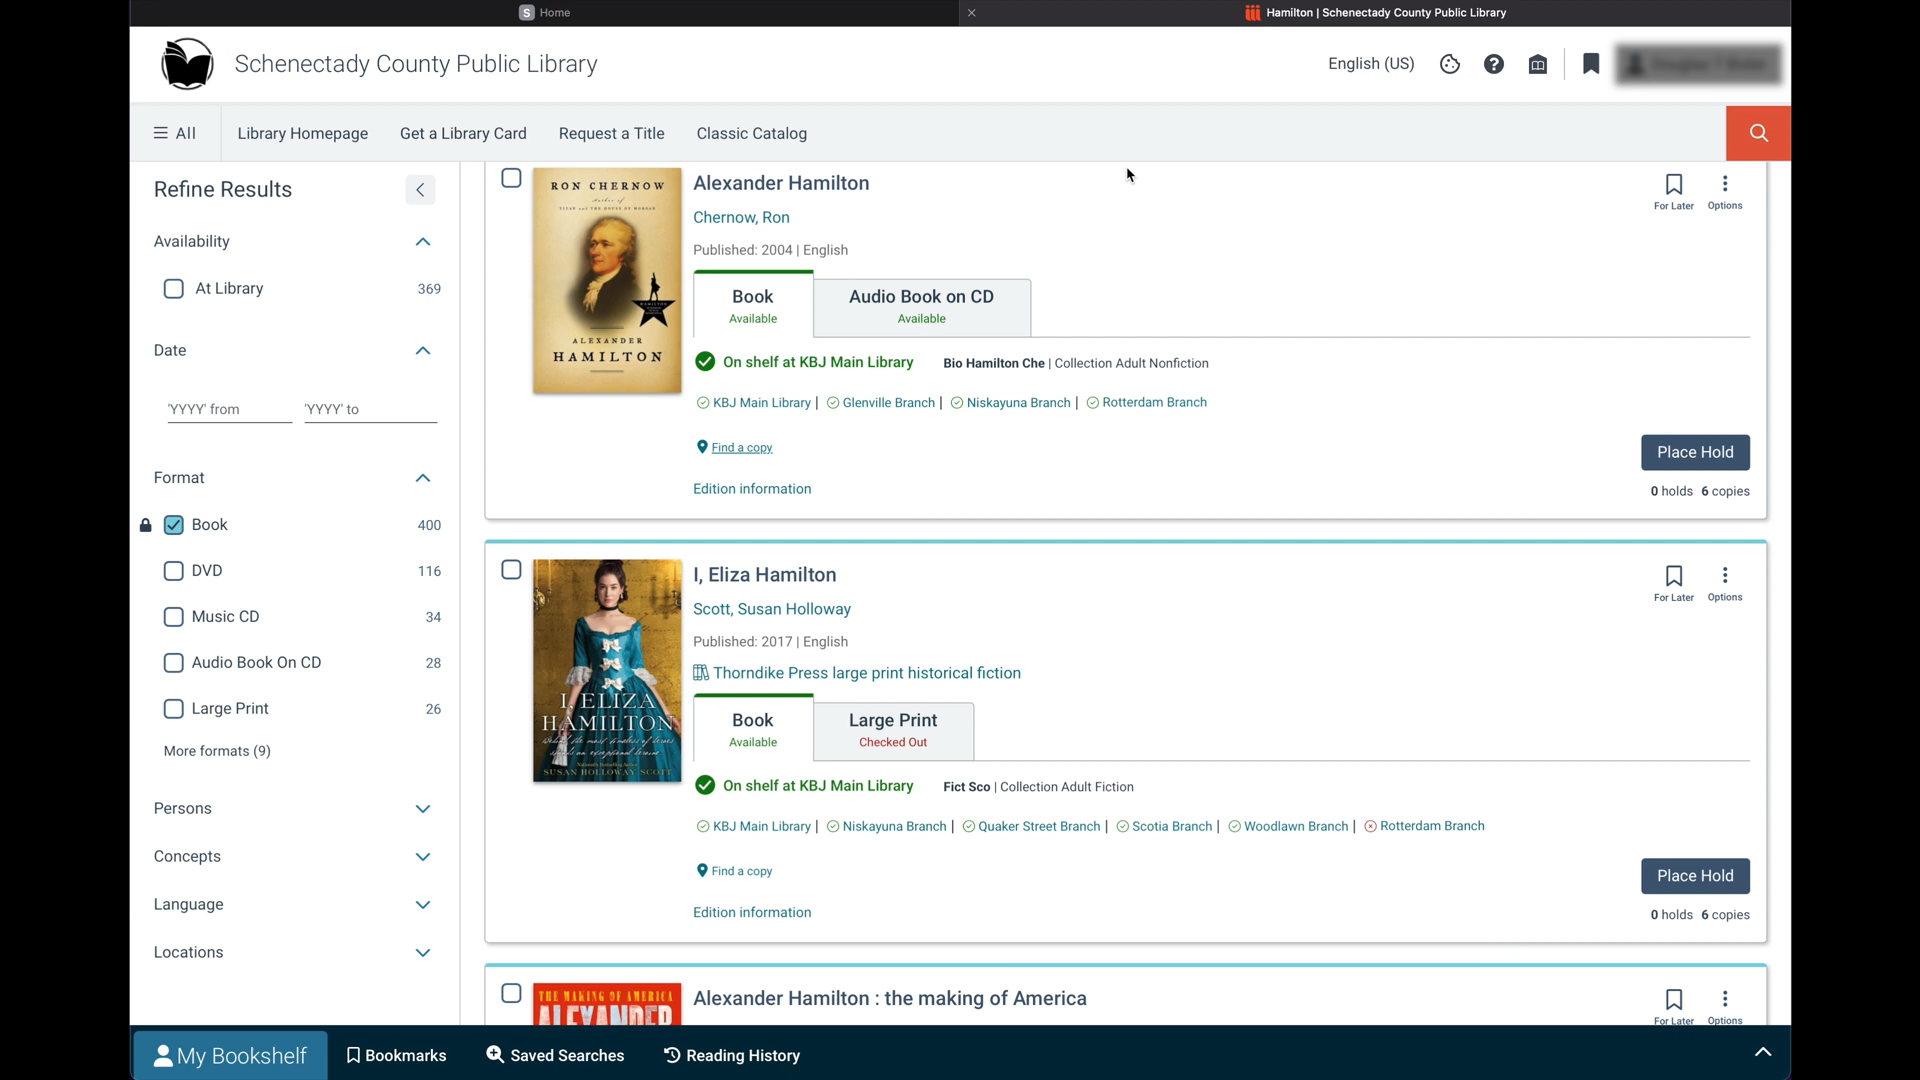 S Home
Hamilton | Schenectady County Public Library
Schenectady County Public Library
English (US)
All
Library Homepage
Get a Library Card
Request a Title
Classic Catalog
Refine Results
Availability
At Library 369
Date
'YYYY' from 'YYYY' to
Format
Book 400
DVD 116
Music CD 34
Audio Book On CD 28
Large Print 26
More formats (9)
Persons
Concepts
Language
Locations
RON CHERNOW
HAMILTON
ALEXANDER
HAMILTON
Alexander Hamilton
For Later Options
Chernow, Ron
Published: 2004 | English
Book
Available
Audio Book on CD
Available
On shelf at KBJ Main Library Bio Hamilton Che | Collection Adult Nonfiction
KBJ Main Library | Glenville Branch | Niskayuna Branch | Rotterdam Branch
Find a copy
Place Hold
Edition information
0 holds 6 copies
I, ELIZA
HAMILTON
SUSAN HOLLOWAY SCOTT
I, Eliza Hamilton
For Later Options
Scott, Susan Holloway
Published: 2017 | English
Thorndike Press large print historical fiction
Book
Available
Large Print
Checked Out
On shelf at KBJ Main Library Fict Sco | Collection Adult Fiction
KBJ Main Library | Niskayuna Branch | Quaker Street Branch | Scotia Branch | Woodlawn Branch | Rotterdam Branch
Find a copy
Place Hold
Edition information
0 holds 6 copies
THE MAKING OF AMERICA
ALEXANDER
Alexander Hamilton : the making of America
For Later Options
My Bookshelf
Bookmarks
Saved Searches
Reading History